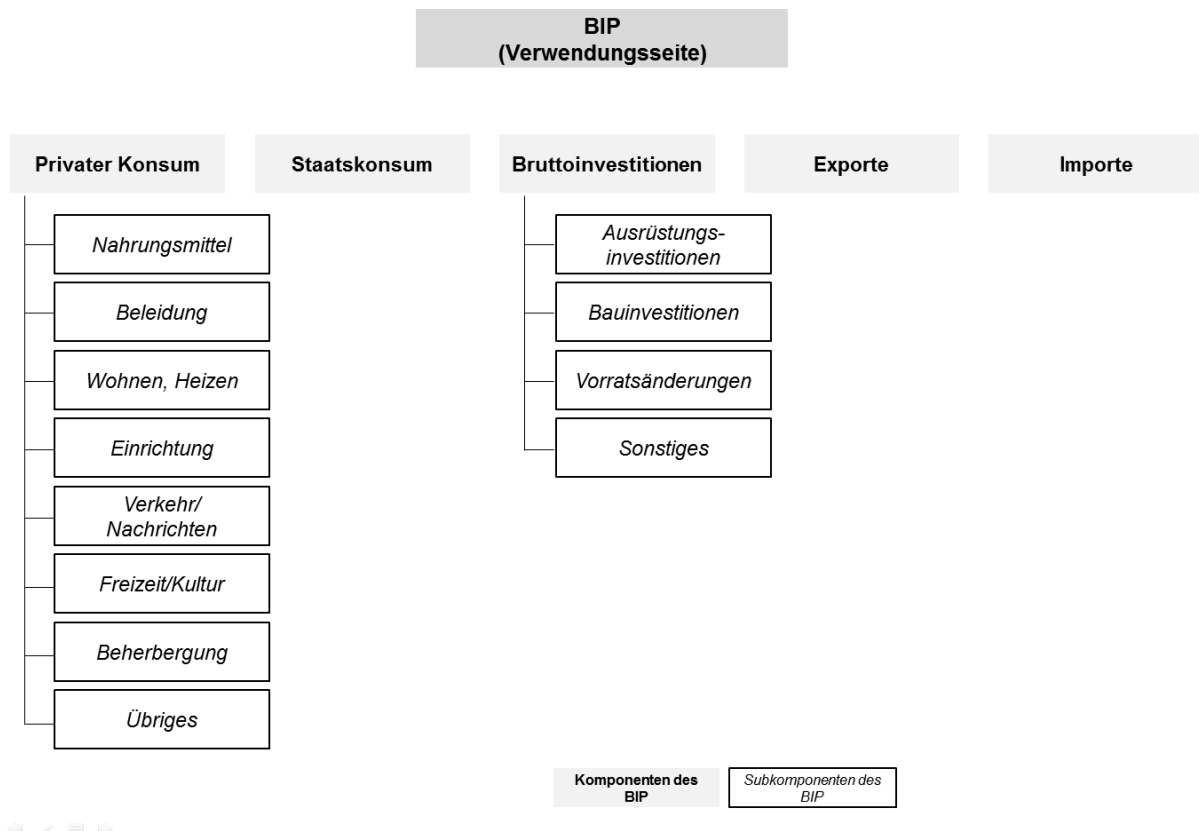 BIP
(Verwendungsseite)
Privater Konsum
Staatskonsum
Bruttoinvestitionen
Exporte
Importe
Nahrungsmittel
Beleidung
Wohnen, Heizen
Einrichtung
Verkehr/
Nachrichten
Freizeit/Kultur
Beherbergung
Übriges
Ausrüstungs-
investitionen
Bauinvestitionen
Vorratsänderungen
Sonstiges
Komponenten des
BIP
Subkomponenten des
BIP